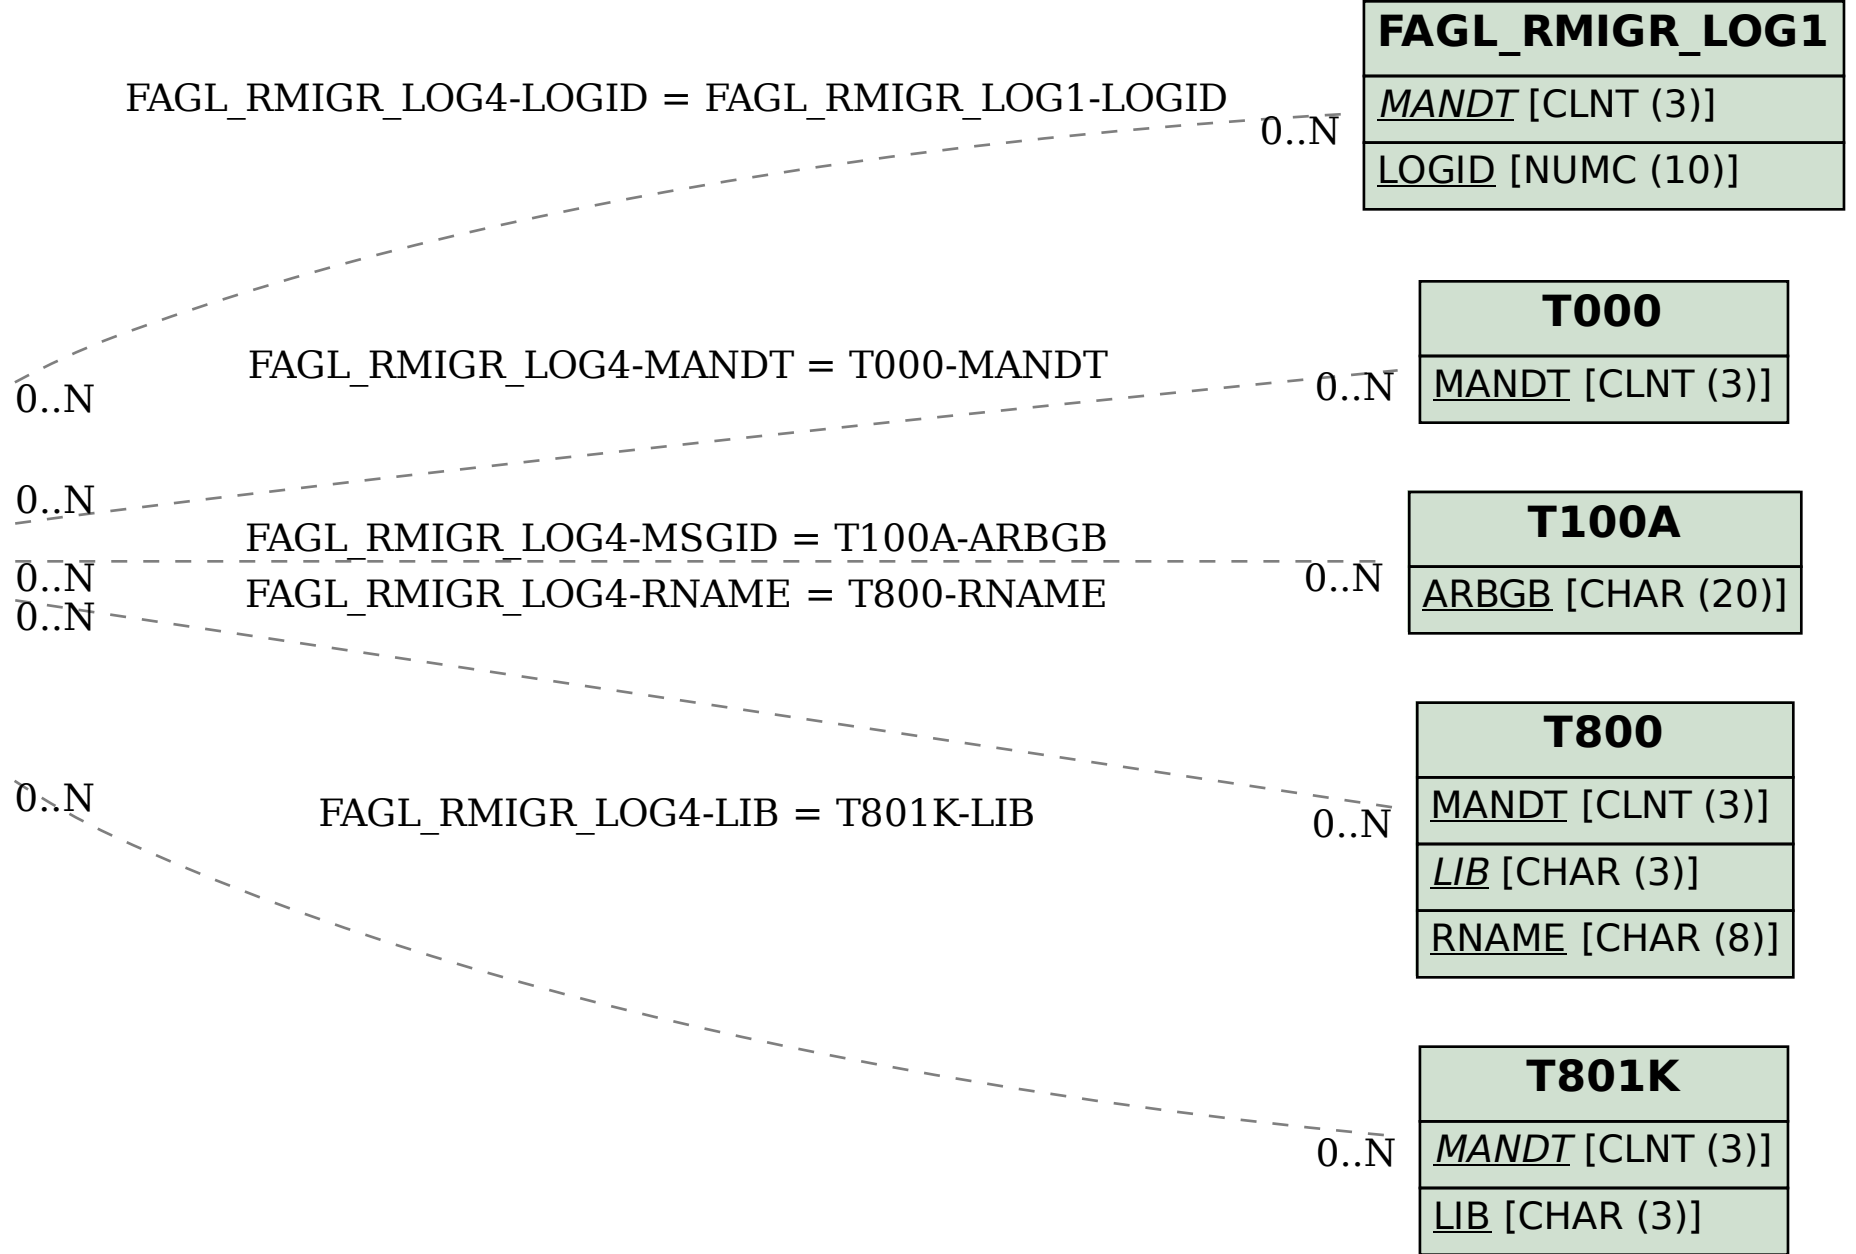 FAGL_RMIGR_LOG1
FAGL_RMIGR_LOG4-LOGID = FAGL_RMIGR_LOG1-LOGID
0..N
MANDT [CLNT (3)]
LOGID [NUMC (10)]
T000
FAGL_RMIGR_LOG4-MANDT = T000-MANDT
0..N
MANDT [CLNT (3)]
0..N
0..N
T100A
FAGL_RMIGR_LOG4-MSGID = T100A-ARBGB
0..N
0..N
ARBGB [CHAR (20)]
FAGL_RMIGR_LOG4-RNAME = T800-RNAME
0..N
T800
MANDT [CLNT (3)]
0..N
FAGL_RMIGR_LOG4-LIB = T801K-LIB
0..N
LIB [CHAR (3)]
RNAME [CHAR (8)]
T801K
0..N
MANDT [CLNT (3)]
LIB [CHAR (3)]